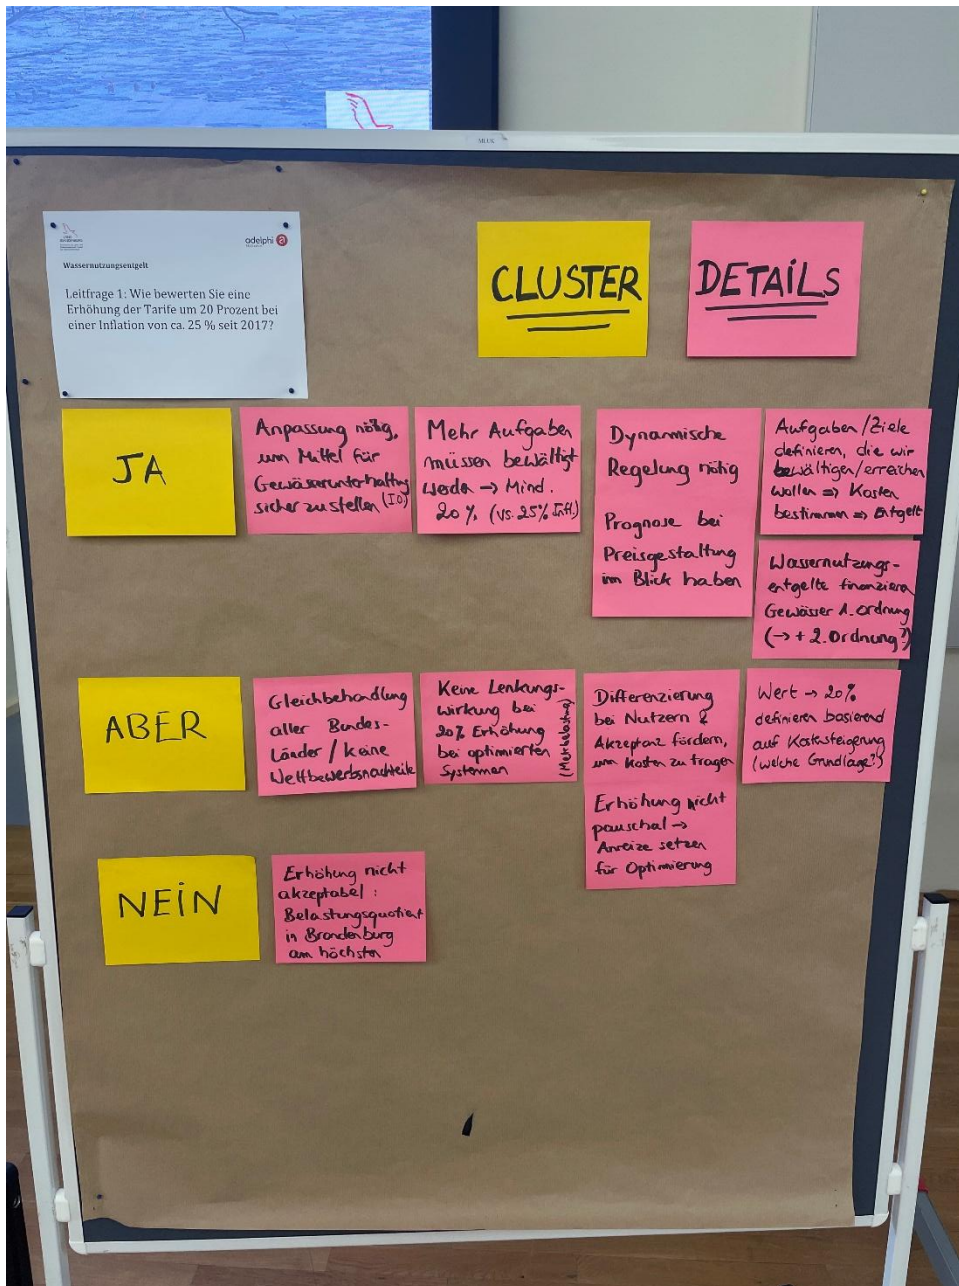 adelphi
Wassernutzungsentgelt
Leitfrage 1: Wie bewerten Sie eine
Erhöhung der Tarife um 20 Prozent bei
einer Inflation von ca. 25 % seit 2017?
CLUSTER
DETAILS
JA
Anpassung nötig,
um Mittel für
Gewässerunterhaltung
sicher zu stellen (I.O.)
Mehr Aufgaben
müssen bewältigt
werden → Mind.
20% (vs. 25% Infl.)
Dynamische
Regelung nötig
Prognose bei
Preisgestaltung
im Blick haben
Aufgaben/Ziele
definieren, die wir
bewältigen/erreichen
wollen => Kosten
bestimmen => Entgelt
Wassernutzungs-
entgelte finanzieren
Gewässer 1. Ordnung
(→ + 2. Ordnung?)
ABER
Gleichbehandlung
aller Bundes-
Länder / keine
Wettbewerbsnachteile
Keine Lenkungs-
wirkung bei
20% Erhöhung
bei optimierten
Systemen
(Mehrbelastung)
Differenzierung
bei Nutzern &
Akzeptanz fördern,
um Kosten zu tragen
Erhöhung nicht
pauschal →
Anreize setzen
für Optimierung
Wert → 20%
definieren basierend
auf Kostensteigerung
(welche Grundlage?)
NEiN
Erhöhung nicht
akzeptabel:
Belastungsquotient
in Brandenburg
am höchsten